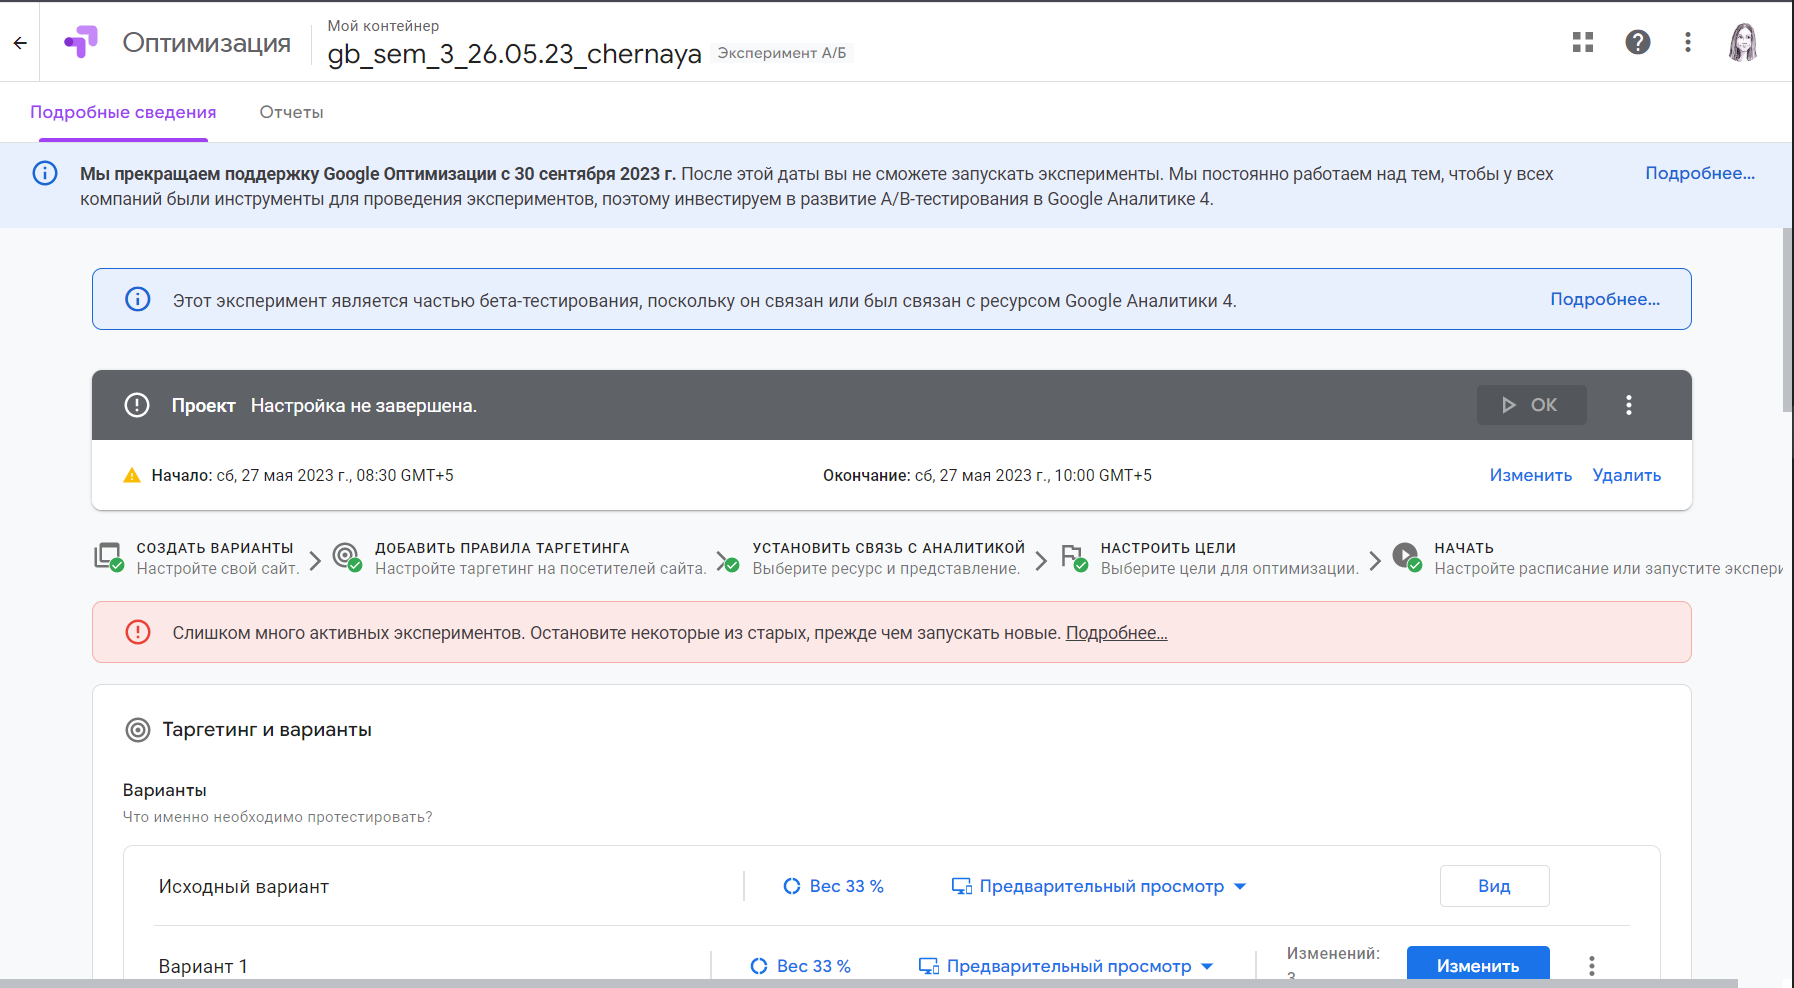 Оптимизация
Мой контейнер
gb_sem_3_26.05.23_chernaya
Эксперимент А/Б
Подробные сведения
Отчеты
Мы прекращаем поддержку Google Оптимизации с 30 сентября 2023 г. После этой даты вы не сможете запускать эксперименты. Мы постоянно работаем над тем, чтобы у всех
компаний были инструменты для проведения экспериментов, поэтому инвестируем в развитие A/B-тестирования в Google Аналитике 4.
Подробнее...
Этот эксперимент является частью бета-тестирования, поскольку он связан или был связан с ресурсом Google Аналитики 4.
Подробнее...
Проект Настройка не завершена.
ОК
Начало: сб, 27 мая 2023 г., 08:30 GMT+5
Окончание: сб, 27 мая 2023 г., 10:00 GMT+5
Изменить
Удалить
СОЗДАТЬ ВАРИАНТЫ
Настройте свой сайт.
ДОБАВИТЬ ПРАВИЛА ТАРГЕТИНГА
Настройте таргетинг на посетителей сайта.
УСТАНОВИТЬ СВЯЗЬ С АНАЛИТИКОЙ
Выберите ресурс и представление.
НАСТРОИТЬ ЦЕЛИ
Выберите цели для оптимизации.
НАЧАТЬ
Настройте расписание или запустите экспери
Слишком много активных экспериментов. Остановите некоторые из старых, прежде чем запускать новые. Подробнее...
Таргетинг и варианты
Варианты
Что именно необходимо протестировать?
Исходный вариант
Вес 33 %
Предварительный просмотр
Вид
Вариант 1
Вес 33 %
Предварительный просмотр
Изменений:
3
Изменить